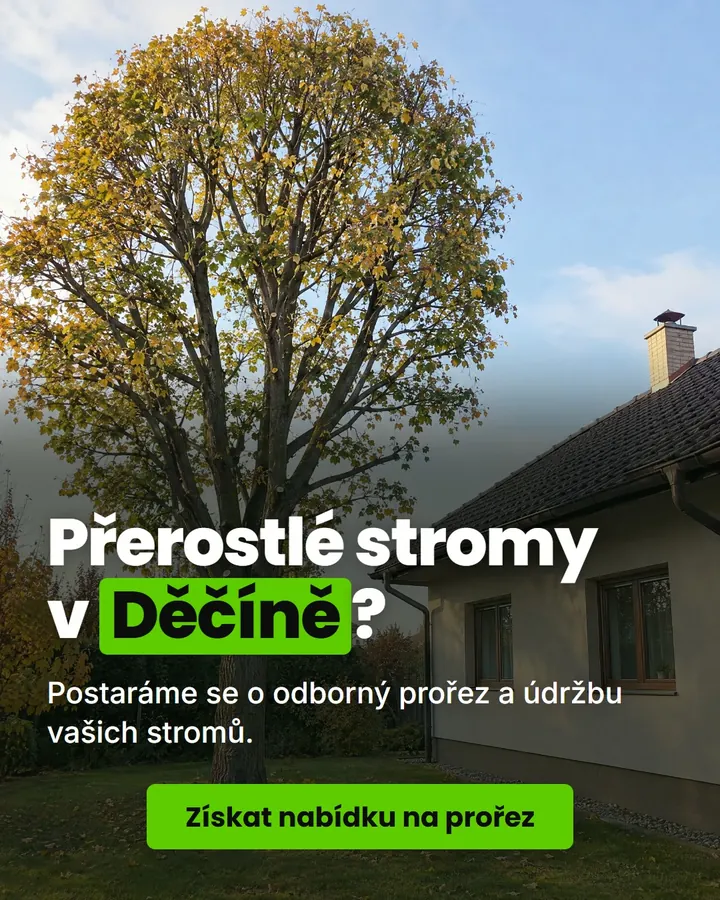 Přerostlé stromy
v Děčíně?
Postaráme se o odborný prořez a údržbu
vašich stromů.
Získat nabídku na prořez